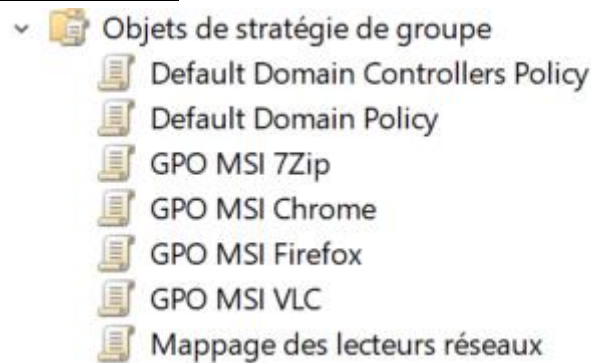 Objets de stratégie de groupe
Default Domain Controllers Policy
Default Domain Policy
GPO MSI 7Zip
GPO MSI Chrome
GPO MSI Firefox
GPO MSI VLC
Mappage des lecteurs réseaux